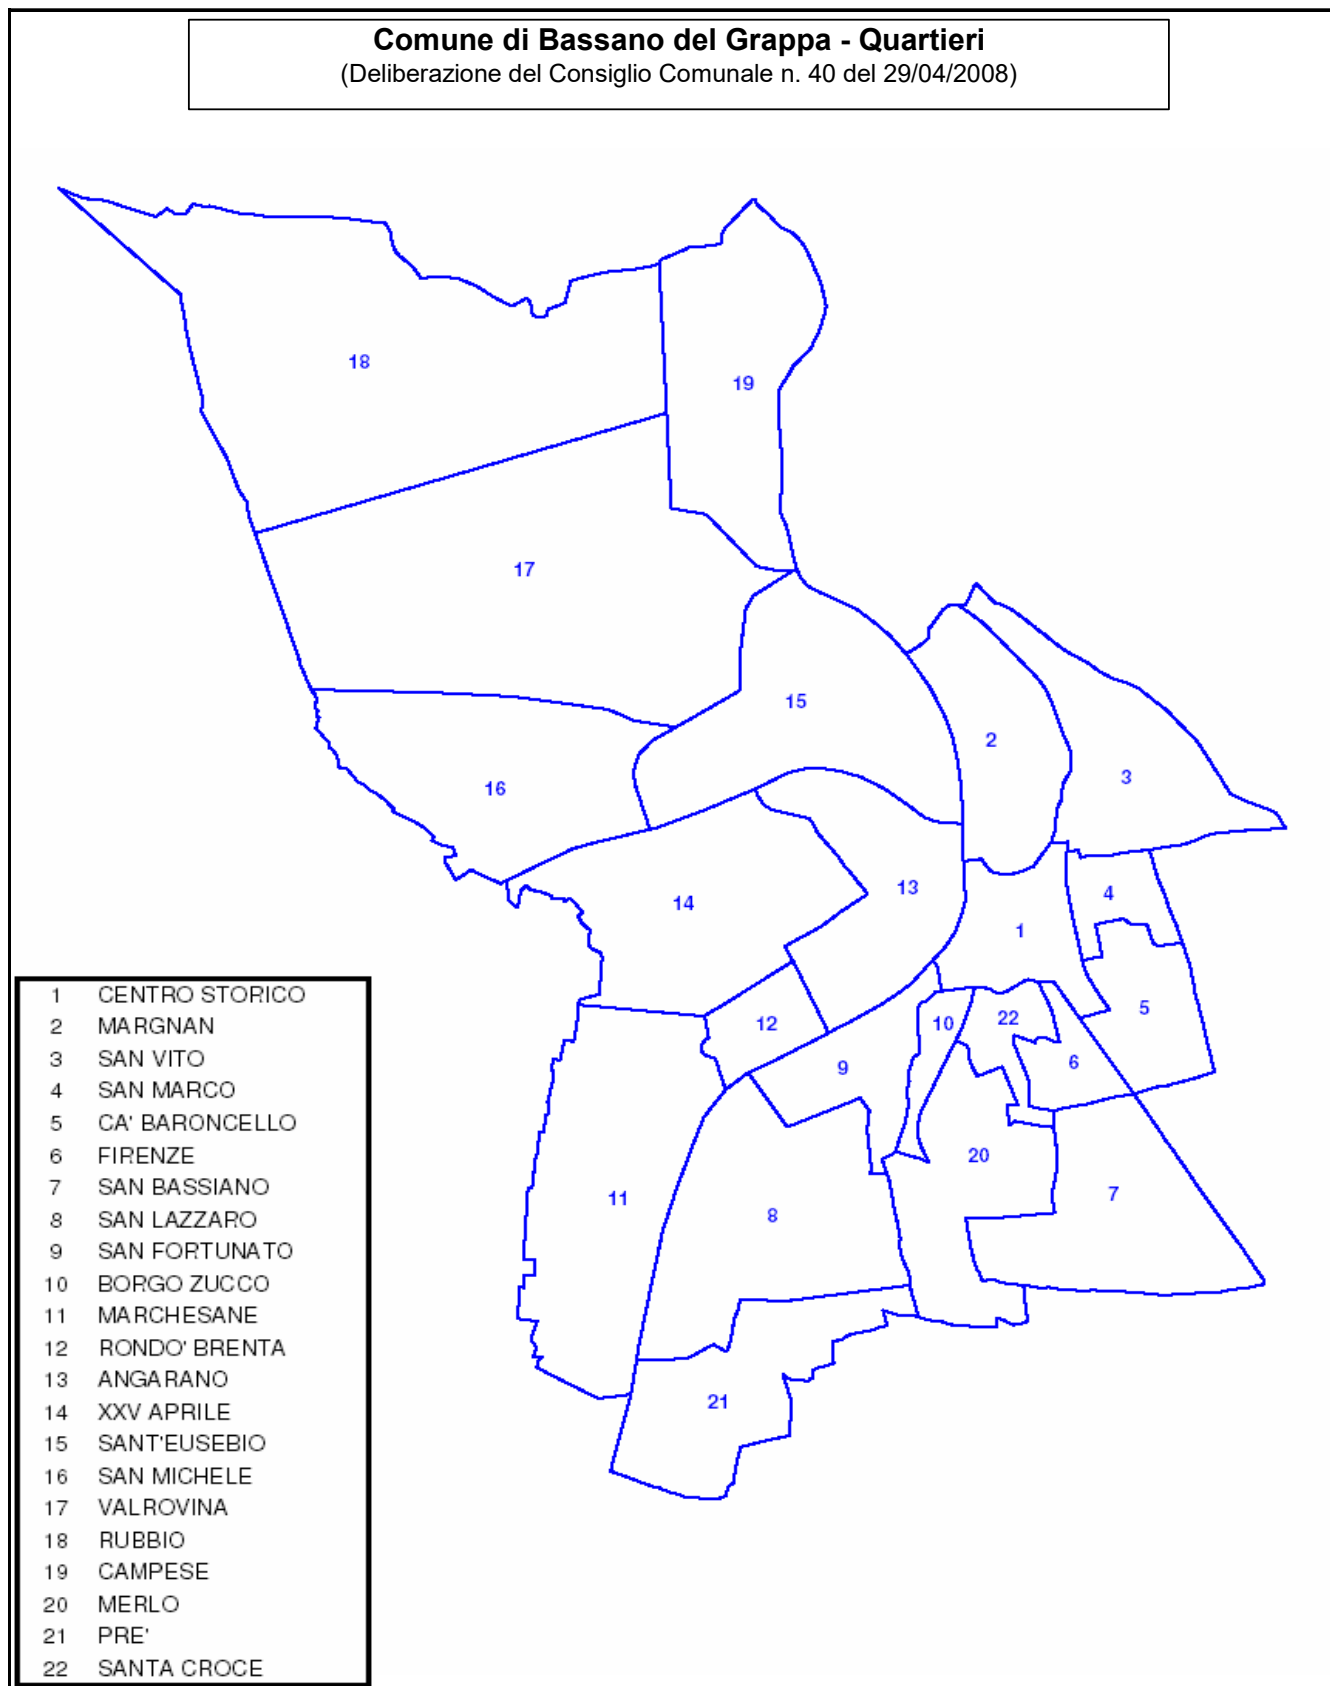 Comune di Bassano del Grappa - Quartieri
(Deliberazione del Consiglio Comunale n. 40 del 29/04/2008)
18
19
17
15
2
3
16
14
13
4
1
12
10
22
5
9
6
20
11
8
7
21
1 CENTRO STORICO
2 MARGNAN
3 SAN VITO
4 SAN MARCO
5 CA' BARONCELLO
6 FIRENZE
7 SAN BASSIANO
8 SAN LAZZARO
9 SAN FORTUNATO
10 BORGO ZUCCO
11 MARCHESANE
12 RONDO' BRENTA
13 ANGARANO
14 XXV APRILE
15 SANT'EUSEBIO
16 SAN MICHELE
17 VALROVINA
18 RUBBIO
19 CAMPESE
20 MERLO
21 PRE'
22 SANTA CROCE